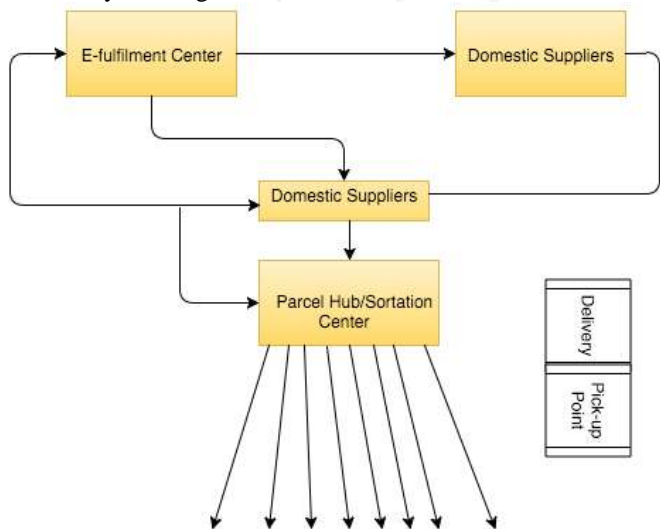 E-fulfilment Center
Domestic Suppliers
Domestic Suppliers
Parcel Hub/Sortation
Center
Delivery
Pick-up
Point